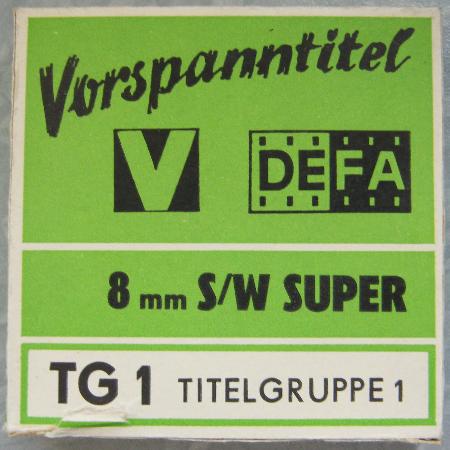 Vorspanntitel
V DEFA
8 mm S/W SUPER
TG 1 TITELGRUPPE 1